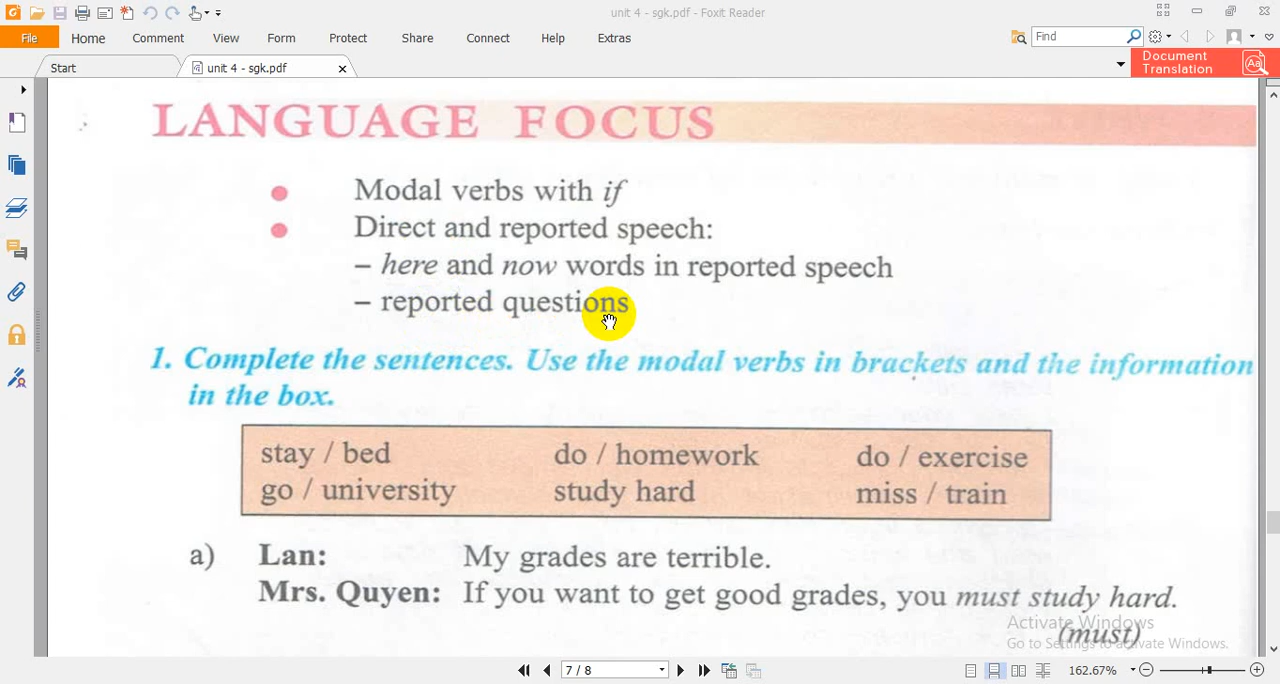 unit 4 - sgk.pdf - Foxit Reader
File Home Comment View Form Protect Share Connect Help Extras Find
Start unit 4 - sgk.pdf
Document
Translation
LANGUAGE FOCUS
Modal verbs with if
Direct and reported speech:
– here and now words in reported speech
– reported questions
1. Complete the sentences. Use the modal verbs in brackets and the information
in the box.
stay / bed do / homework do / exercise
go / university study hard miss / train
a) Lan: My grades are terrible.
Mrs. Quyen: If you want to get good grades, you must study hard.
(must)
Activate Windows
Go to Settings to activate Windows.
7 / 8 162.67%